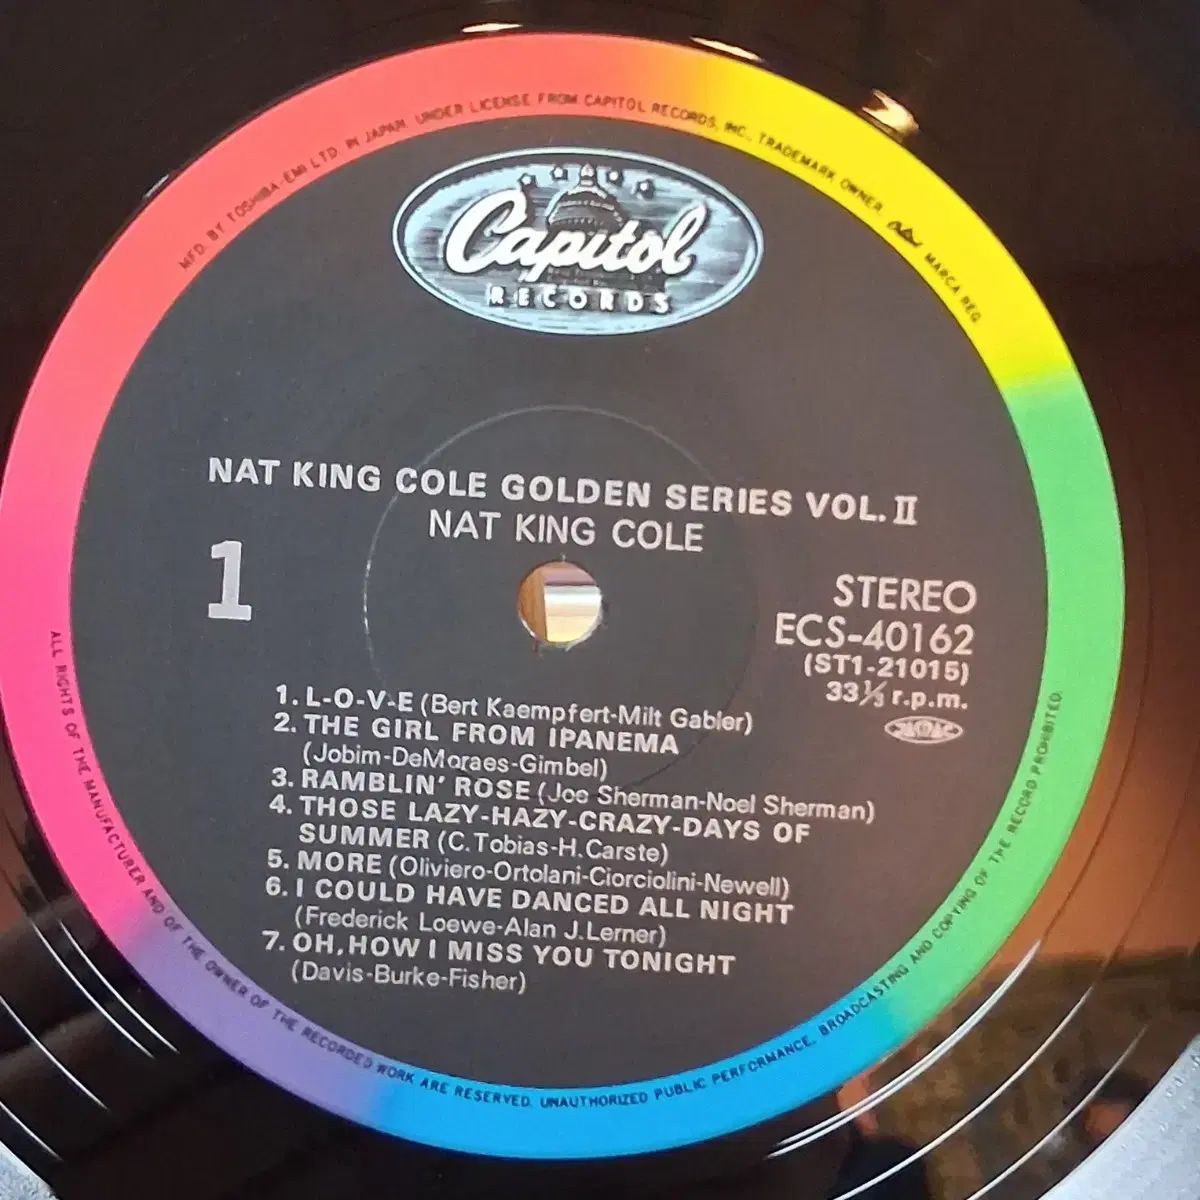 MFD. BY TOSHIBA-EMI LTD. IN JAPAN. UNDER LICENSE FROM CAPITOL RECORDS, INC., TRADEMARK OWNER, Capitol MARCA REG.
Capitol
RECORDS
NAT KING COLE GOLDEN SERIES VOL. II
NAT KING COLE
1
STEREO
ECS-40162
(ST1-21015)
33⅓ r.p.m.
1. L-O-V-E (Bert Kaempfert-Milt Gabler)
2. THE GIRL FROM IPANEMA
(Jobim-DeMoraes-Gimbel)
3. RAMBLIN' ROSE (Joe Sherman-Noel Sherman)
4. THOSE LAZY-HAZY-CRAZY-DAYS OF
SUMMER (C. Tobias-H. Carste)
5. MORE (Oliviero-Ortolani-Ciorciolini-Newell)
6. I COULD HAVE DANCED ALL NIGHT
(Frederick Loewe-Alan J. Lerner)
7. OH, HOW I MISS YOU TONIGHT
(Davis-Burke-Fisher)
ALL RIGHTS OF THE MANUFACTURER AND OF THE OWNER OF THE RECORDED WORK ARE RESERVED. UNAUTHORIZED PUBLIC PERFORMANCE, BROADCASTING AND COPYING OF THE RECORD PROHIBITED.